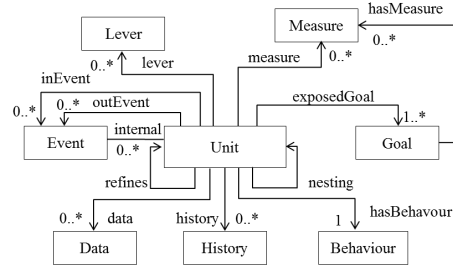 hasMeasure
Measure
Lever
0..*
0..*
0..*
lever
measure
inEvent
0..*
outEvent
0..*
exposedGoal
internal
1..*
Event
0..*
Unit
Goal
refines
nesting
0..*
data
history
0..*
1
hasBehavour
Data
History
Behaviour